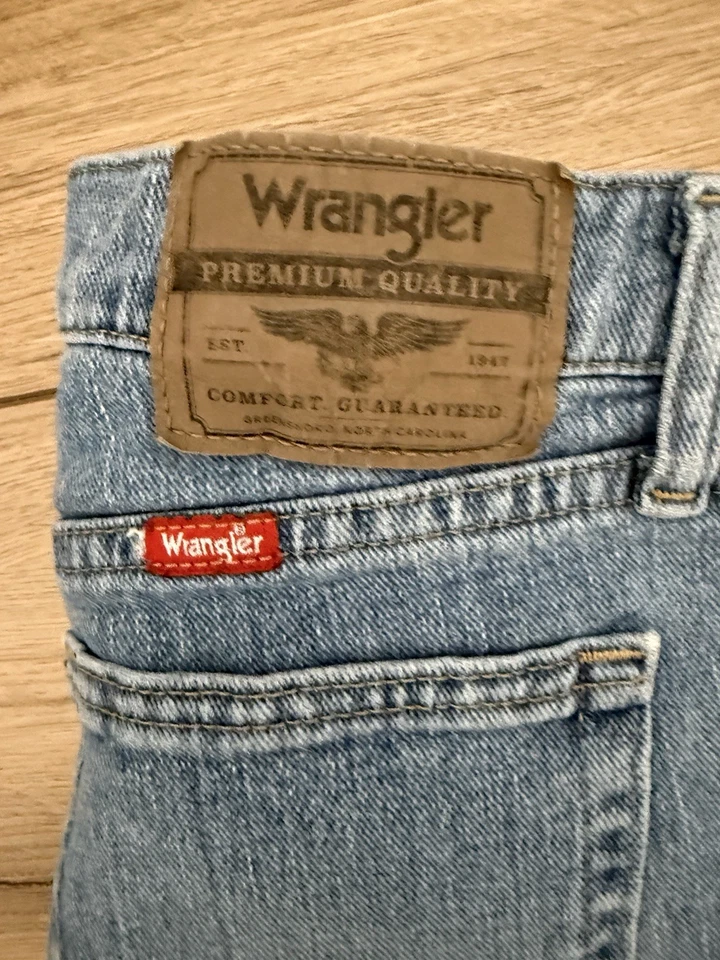 Wrangler
PREMIUM QUALITY
EST. 1947
COMFORT. GUARANTEED.
GREENSBORO, NORTH CAROLINA
Wrangler®